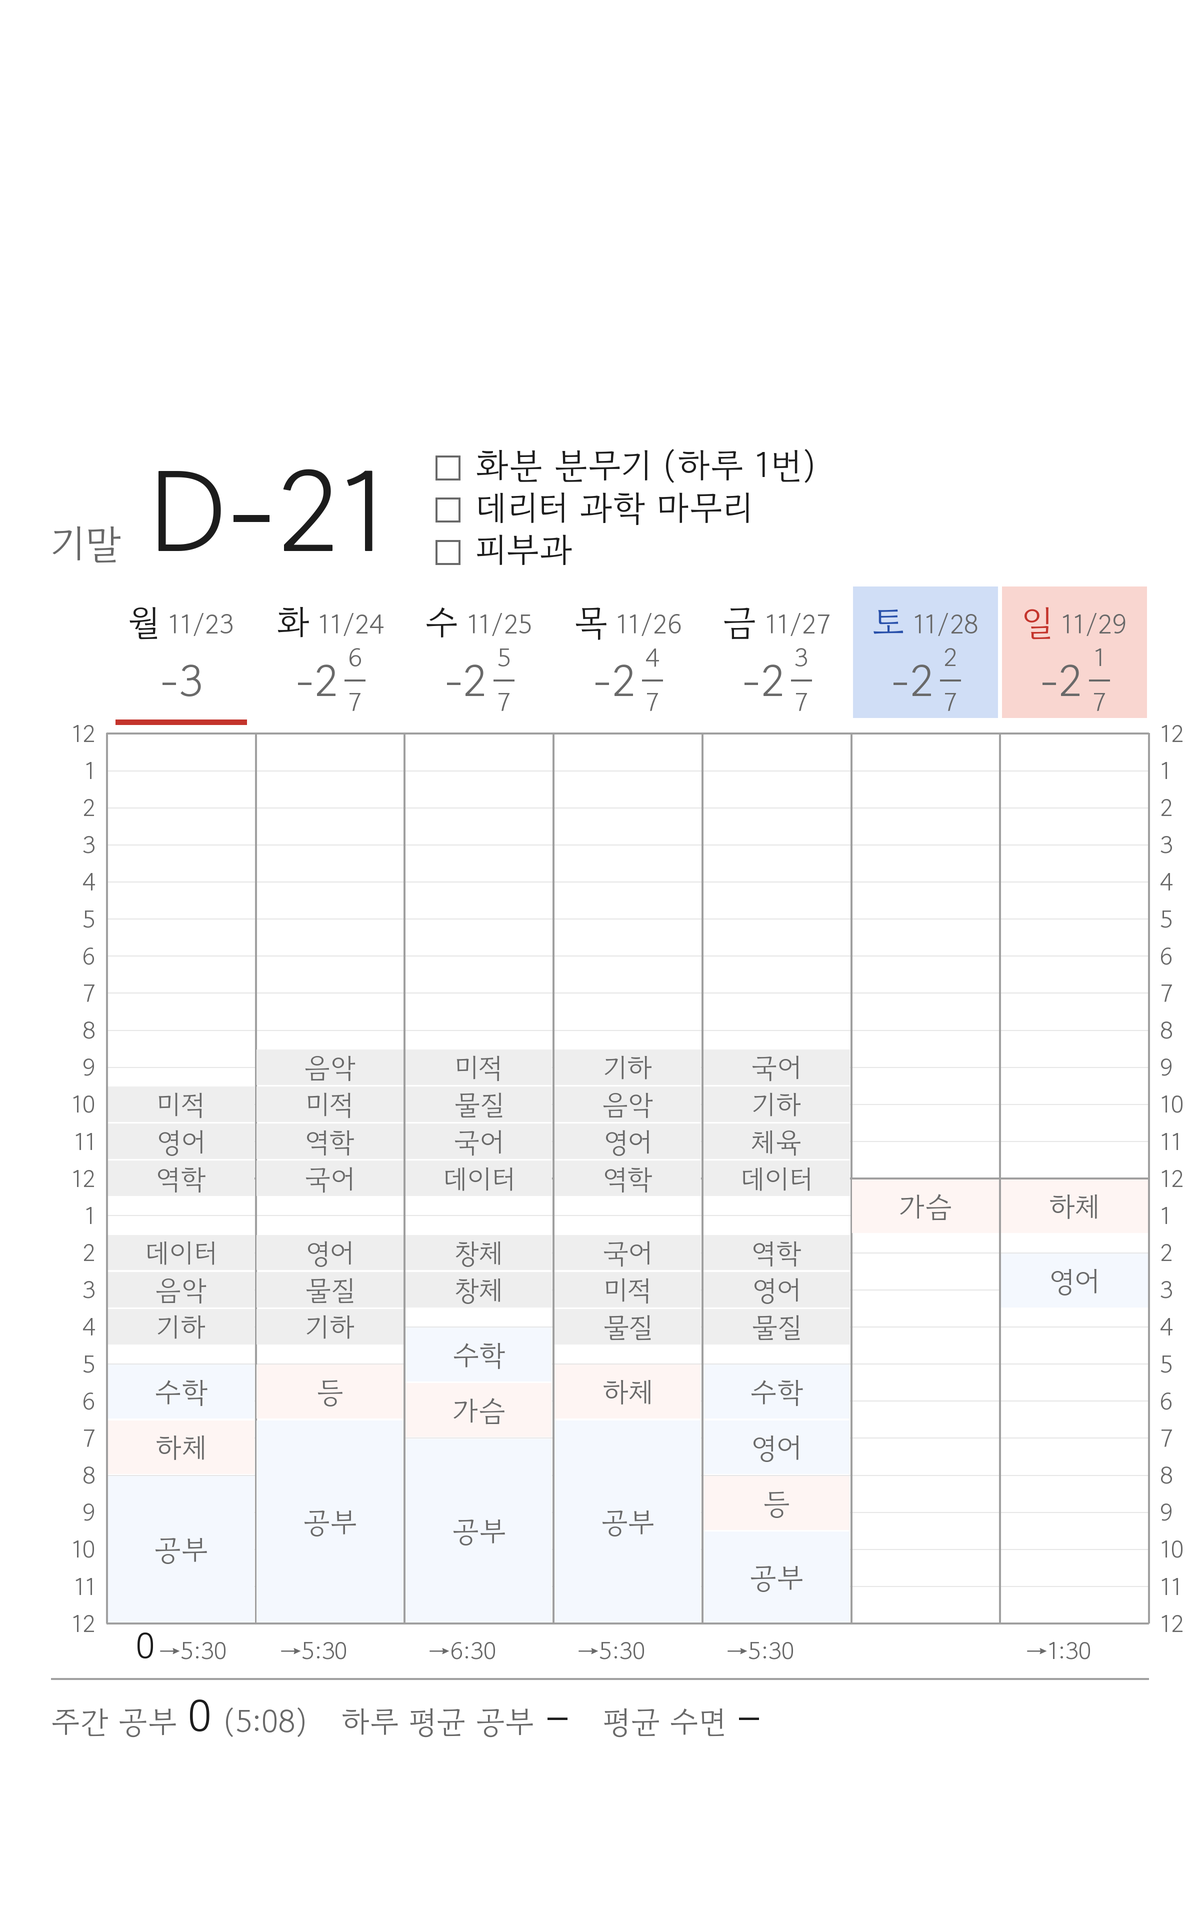 기말 D-21
□ 화분 분무기 (하루 1번)
□ 데리터 과학 마무리
□ 피부과
월 11/23 화 11/24 수 11/25 목 11/26 금 11/27 토 11/28 일 11/29
-3 -2 6/7 -2 5/7 -2 4/7 -2 3/7 -2 2/7 -2 1/7
12 12
1 1
2 2
3 3
4 4
5 5
6 6
7 7
8 8
9 음악 미적 기하 국어 9
10 미적 미적 물질 음악 기하 10
11 영어 역학 국어 영어 체육 11
12 역학 국어 데이터 역학 데이터 12
1 가슴 하체 1
2 데이터 영어 창체 국어 역학 2
3 음악 물질 창체 미적 영어 영어 3
4 기하 기하 물질 물질 4
수학
5 5
6 수학 등 하체 수학 6
가슴
7 하체 영어 7
8 8
9 공부 공부 공부 등 9
10 공부 10
11 공부 11
12 12
0 →5:30 →5:30 →6:30 →5:30 →5:30 →1:30
주간 공부 0 (5:08) 하루 평균 공부 – 평균 수면 –